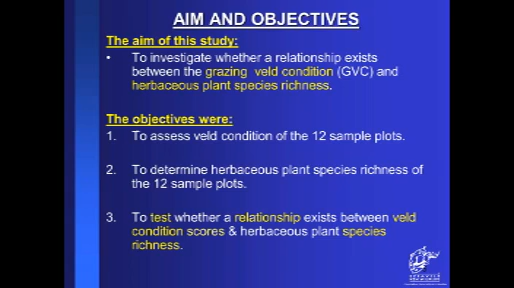 AIM AND OBJECTIVES
The aim of this study:
• To investigate whether a relationship exists
between the grazing veld condition (GVC) and
herbaceous plant species richness.
The objectives were:
1. To assess veld condition of the 12 sample plots.
2. To determine herbaceous plant species richness of
the 12 sample plots.
3. To test whether a relationship exists between veld
condition scores & herbaceous plant species
richness.